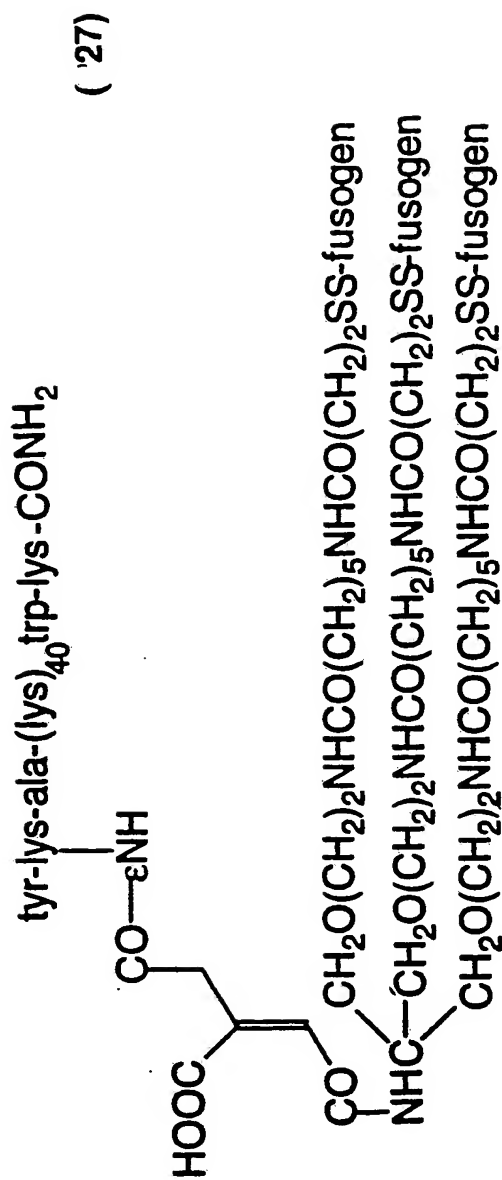 tyr-lys-ala-(lys)40trp-lys-CONH2
( '27)
CO—εNH
HOOC
CO
CH2O(CH2)2NHCO(CH2)5NHCO(CH2)2SS-fusogen
NHC CH2O(CH2)2NHCO(CH2)5NHCO(CH2)2SS-fusogen
CH2O(CH2)2NHCO(CH2)5NHCO(CH2)2SS-fusogen